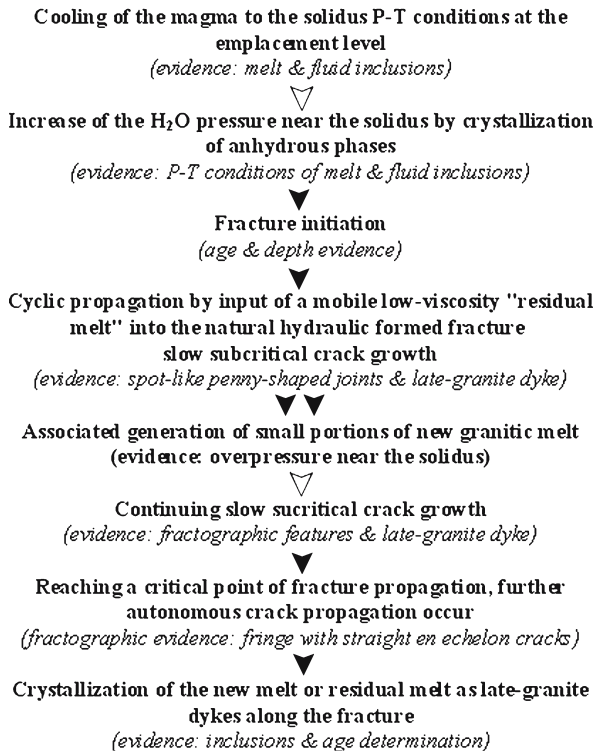 Cooling of the magma to the solidus P-T conditions at the
emplacement level
(evidence: melt & fluid inclusions)
Increase of the H₂O pressure near the solidus by crystallization
of anhydrous phases
(evidence: P-T conditions of melt & fluid inclusions)
Fracture initiation
(age & depth evidence)
Cyclic propagation by input of a mobile low-viscosity "residual
melt" into the natural hydraulic formed fracture
slow subcritical crack growth
(evidence: spot-like penny-shaped joints & late-granite dyke)
Associated generation of small portions of new granitic melt
(evidence: overpressure near the solidus)
Continuing slow sucritical crack growth
(evidence: fractographic features & late-granite dyke)
Reaching a critical point of fracture propagation, further
autonomous crack propagation occur
(fractographic evidence: fringe with straight en echelon cracks)
Crystallization of the new melt or residual melt as late-granite
dykes along the fracture
(evidence: inclusions & age determination)